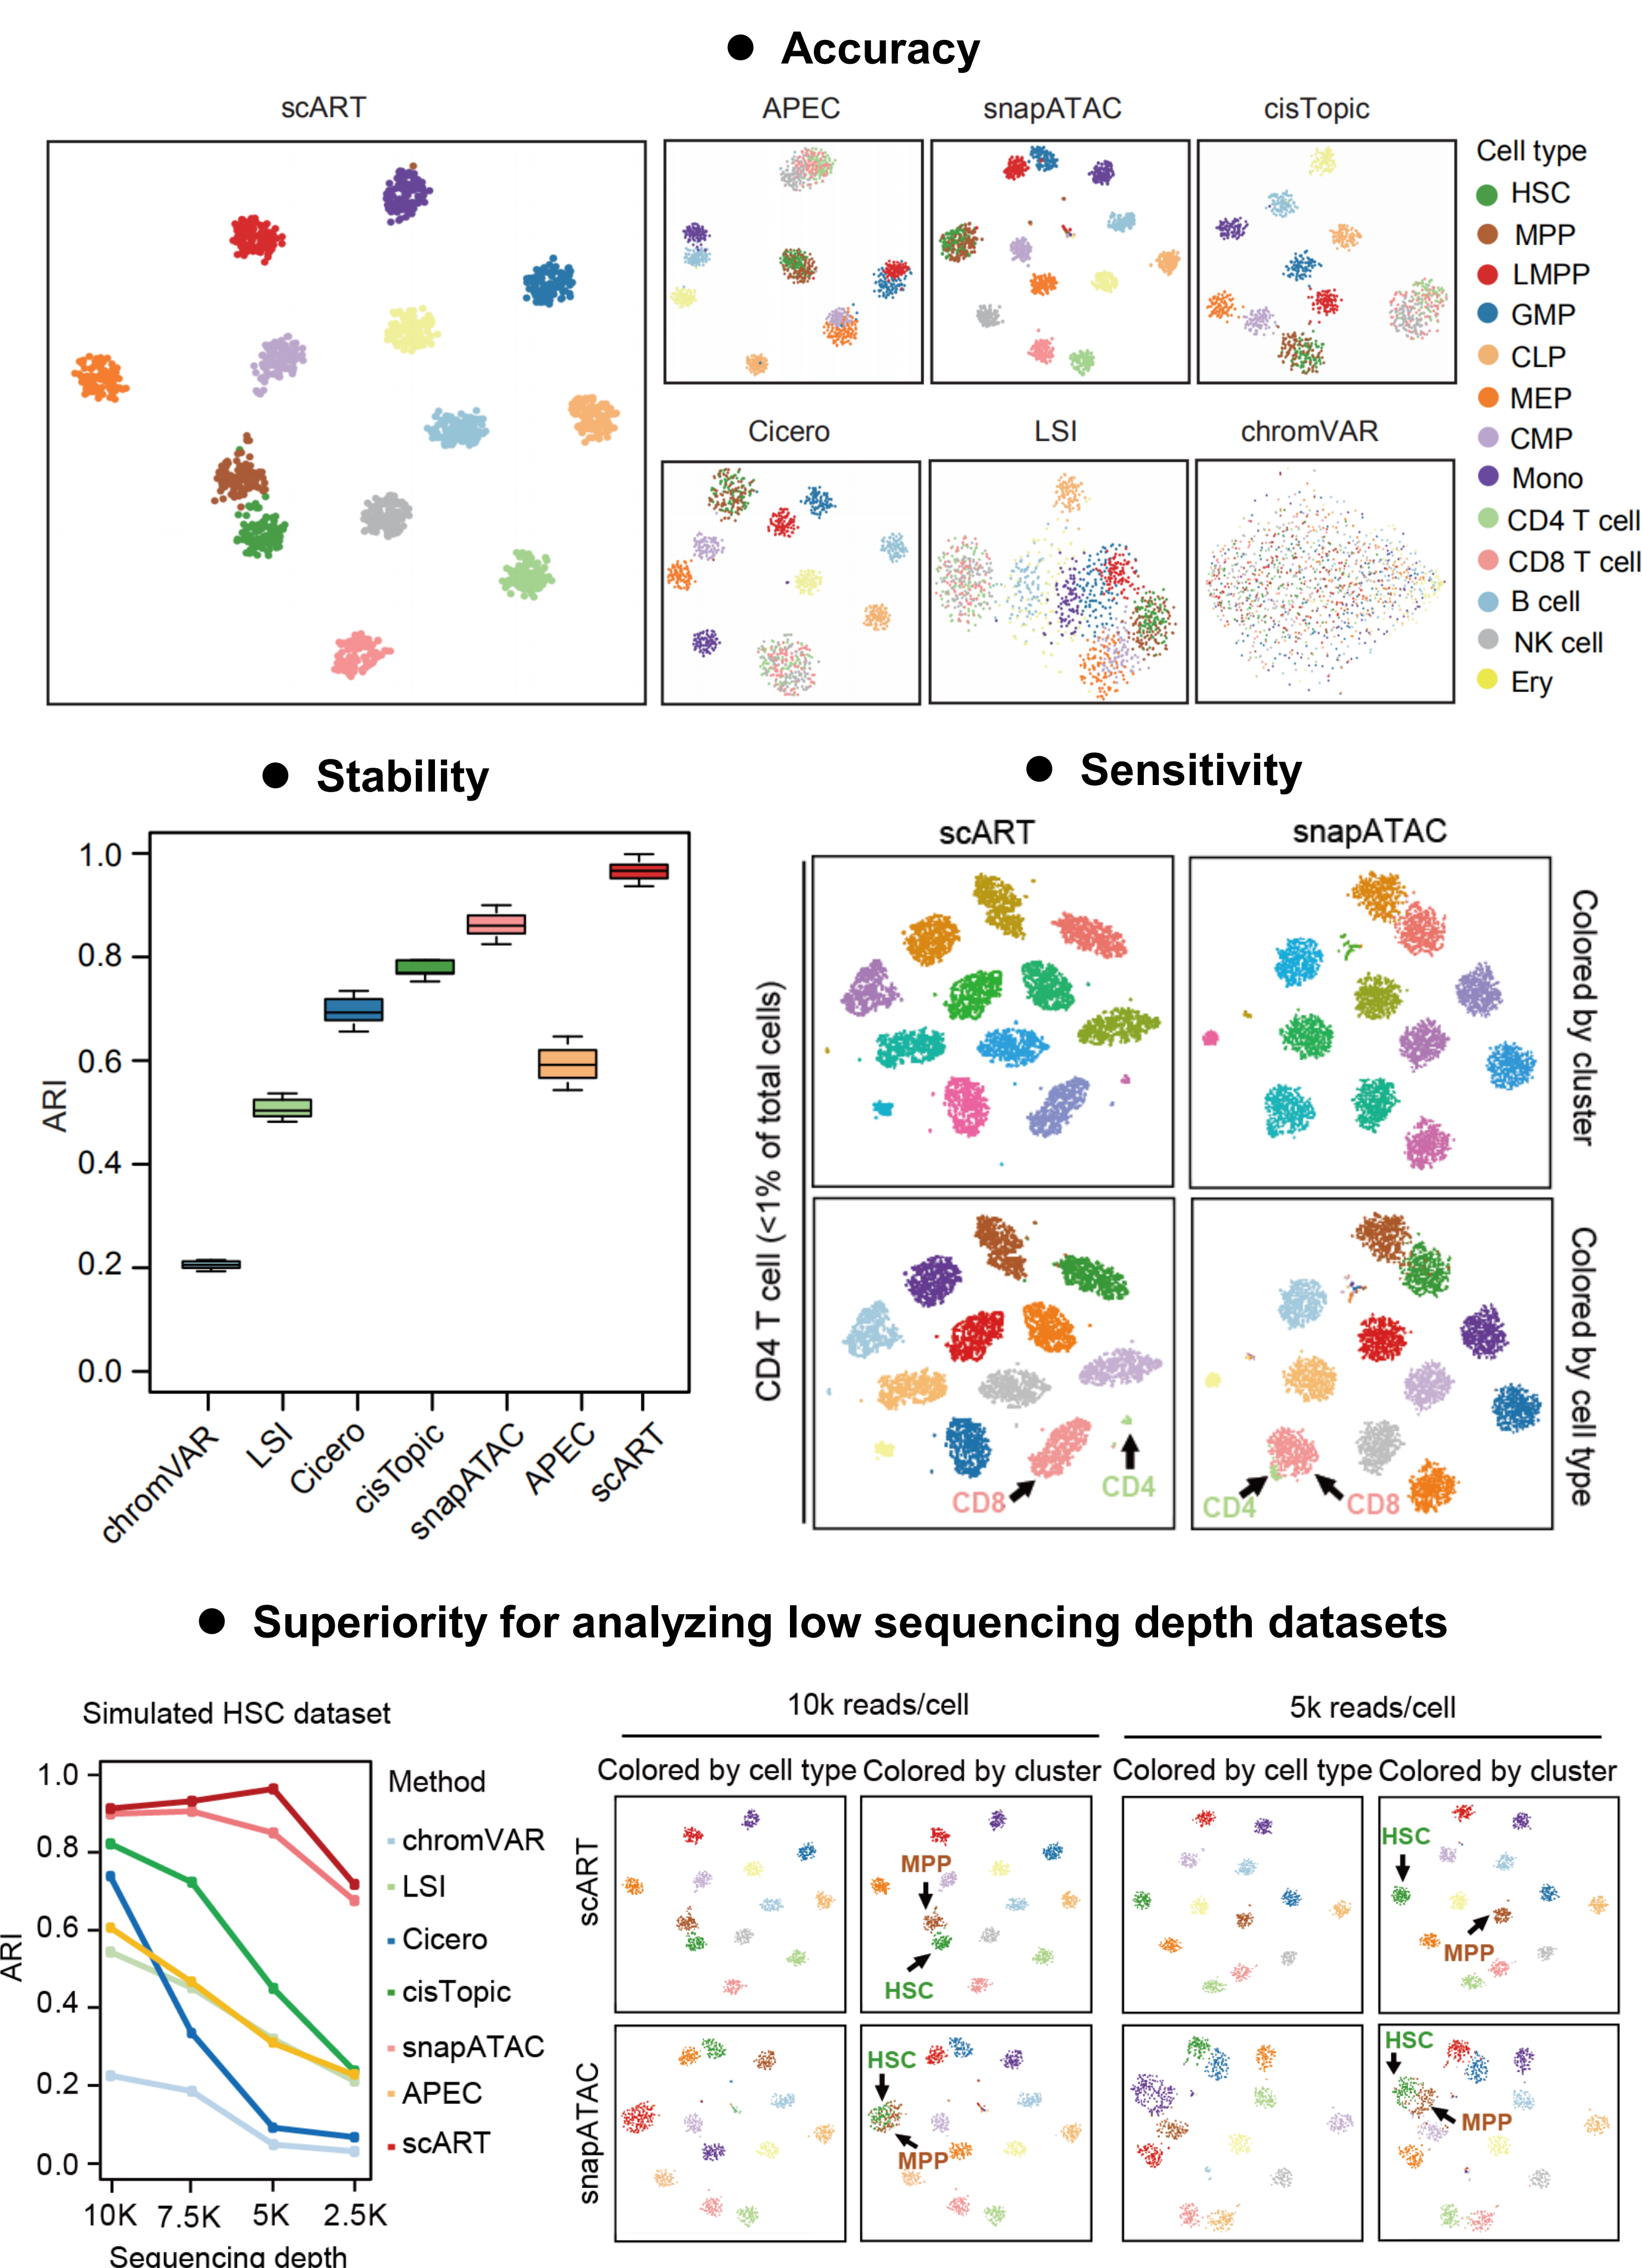 ● Accuracy
scART
APEC
snapATAC
cisTopic
Cicero
LSI
chromVAR
Cell type
HSC
MPP
LMPP
GMP
CLP
MEP
CMP
Mono
CD4 T cell
CD8 T cell
B cell
NK cell
Ery
● Stability
ARI
1.0
0.8
0.6
0.4
0.2
0.0
chromVAR
LSI
Cicero
cisTopic
snapATAC
APEC
scART
● Sensitivity
scART
snapATAC
CD4 T cell (<1% of total cells)
Colored by cluster
Colored by cell type
CD8
CD4
CD4
CD8
● Superiority for analyzing low sequencing depth datasets
Simulated HSC dataset
ARI
1.0
0.8
0.6
0.4
0.2
0.0
10K
7.5K
5K
2.5K
Sequencing depth
Method
chromVAR
LSI
Cicero
cisTopic
snapATAC
APEC
scART
10k reads/cell
5k reads/cell
Colored by cell type
Colored by cluster
Colored by cell type
Colored by cluster
scART
MPP
HSC
HSC
MPP
snapATAC
HSC
MPP
HSC
MPP